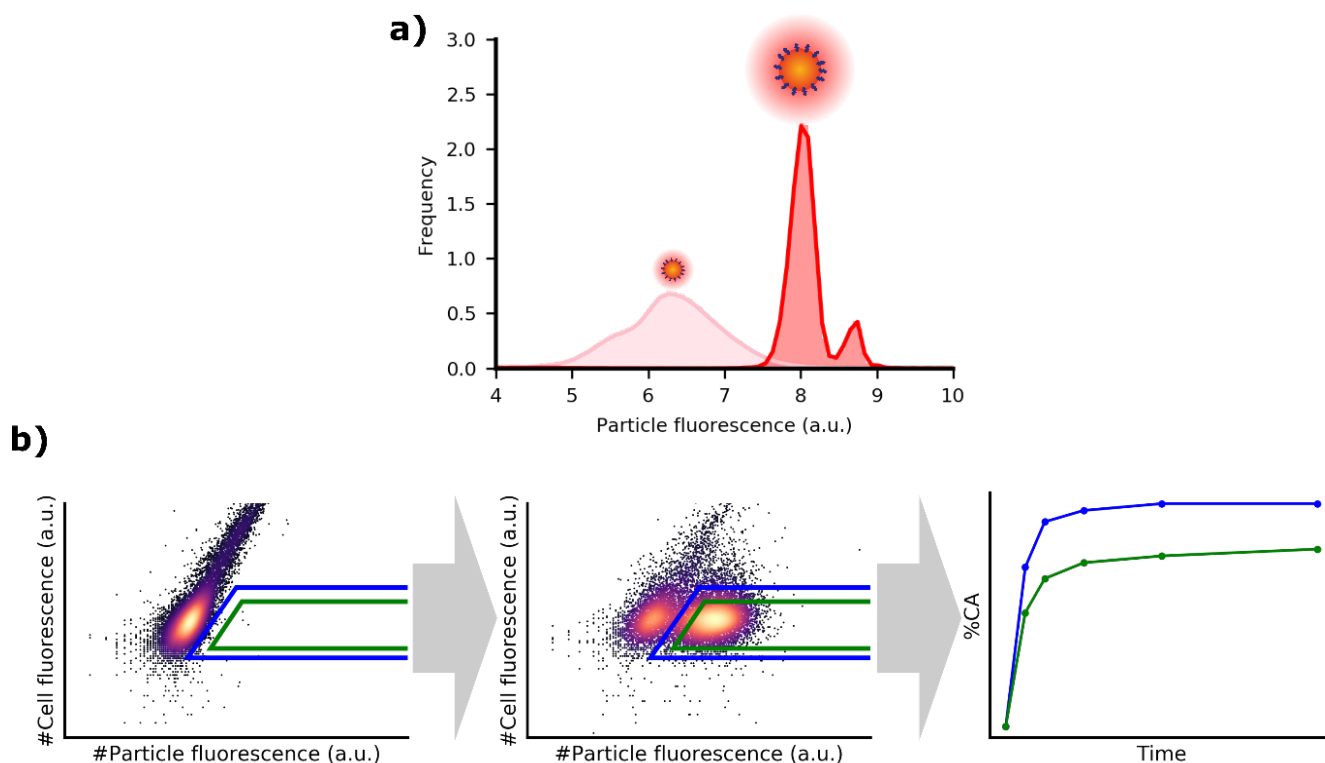 a)
3.0
2.5
2.0
1.5
1.0
0.5
0.0
Frequency
4 5 6 7 8 9 10
Particle fluorescence (a.u.)
b)
#Cell fluorescence (a.u.)
#Particle fluorescence (a.u.)
#Cell fluorescence (a.u.)
#Particle fluorescence (a.u.)
%CA
Time